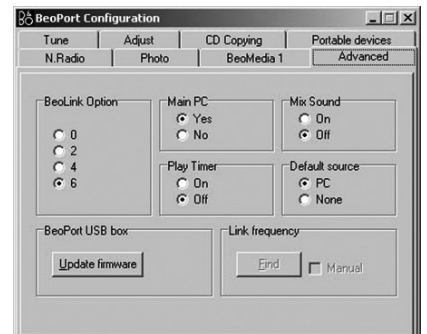 BeoPort Configuration
Tune Adjust CD Copying Portable devices
N.Radio Photo BeoMedia 1 Advanced
BeoLink Option
0
2
4
6
Main PC
Yes
No
Mix Sound
On
Off
Play Timer
On
Off
Default source
PC
None
BeoPort USB box
Update firmware
Link frequency
Find Manual